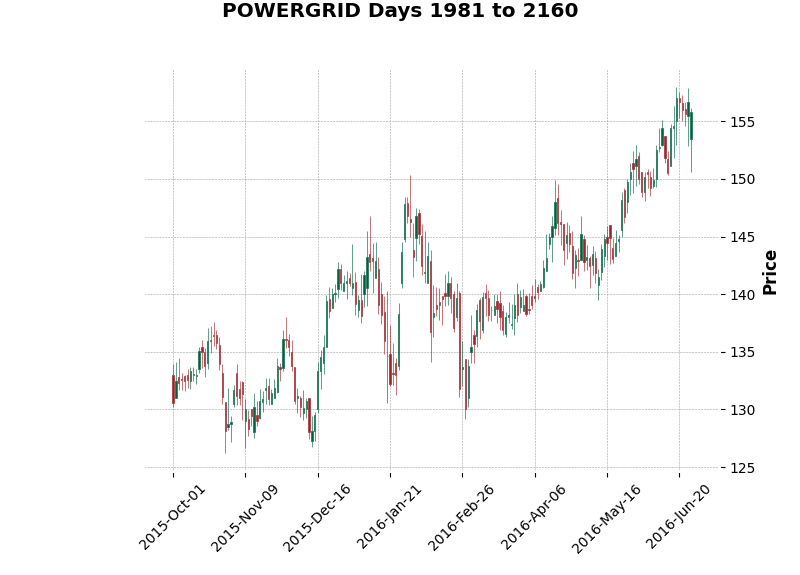 POWERGRID Days 1981 to 2160
155
150
145
140
135
130
125
Price
2015-Oct-01
2015-Nov-09
2015-Dec-16
2016-Jan-21
2016-Feb-26
2016-Apr-06
2016-May-16
2016-Jun-20